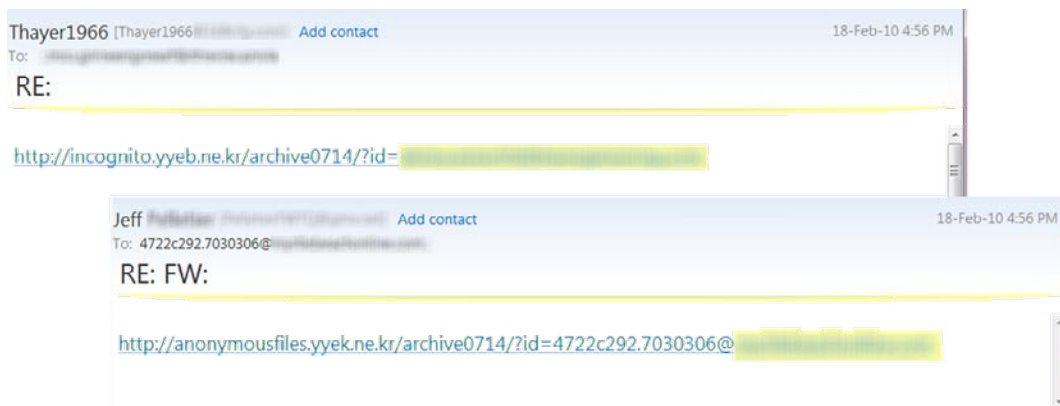 Thayer1966 [Thayer1966 Add contact 18-Feb-10 4:56 PM
To:
RE:
http://incognito.yyeb.ne.kr/archive0714/?id=
Jeff Add contact 18-Feb-10 4:56 PM
To: 4722c292.7030306@
RE: FW:
http://anonymousfiles.yyek.ne.kr/archive0714/?id=4722c292.7030306@